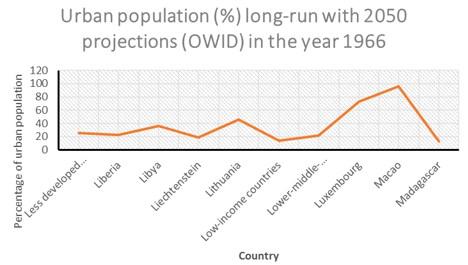 Urban population (%) long-run with 2050
projections (OWID) in the year 1966
Percentage of urban population
120
100
80
60
40
20
0
Less developed...
Liberia
Libya
Liechtenstein
Lithuania
Low-income countries
Lower-middle-...
Luxembourg
Macao
Madagascar
Country